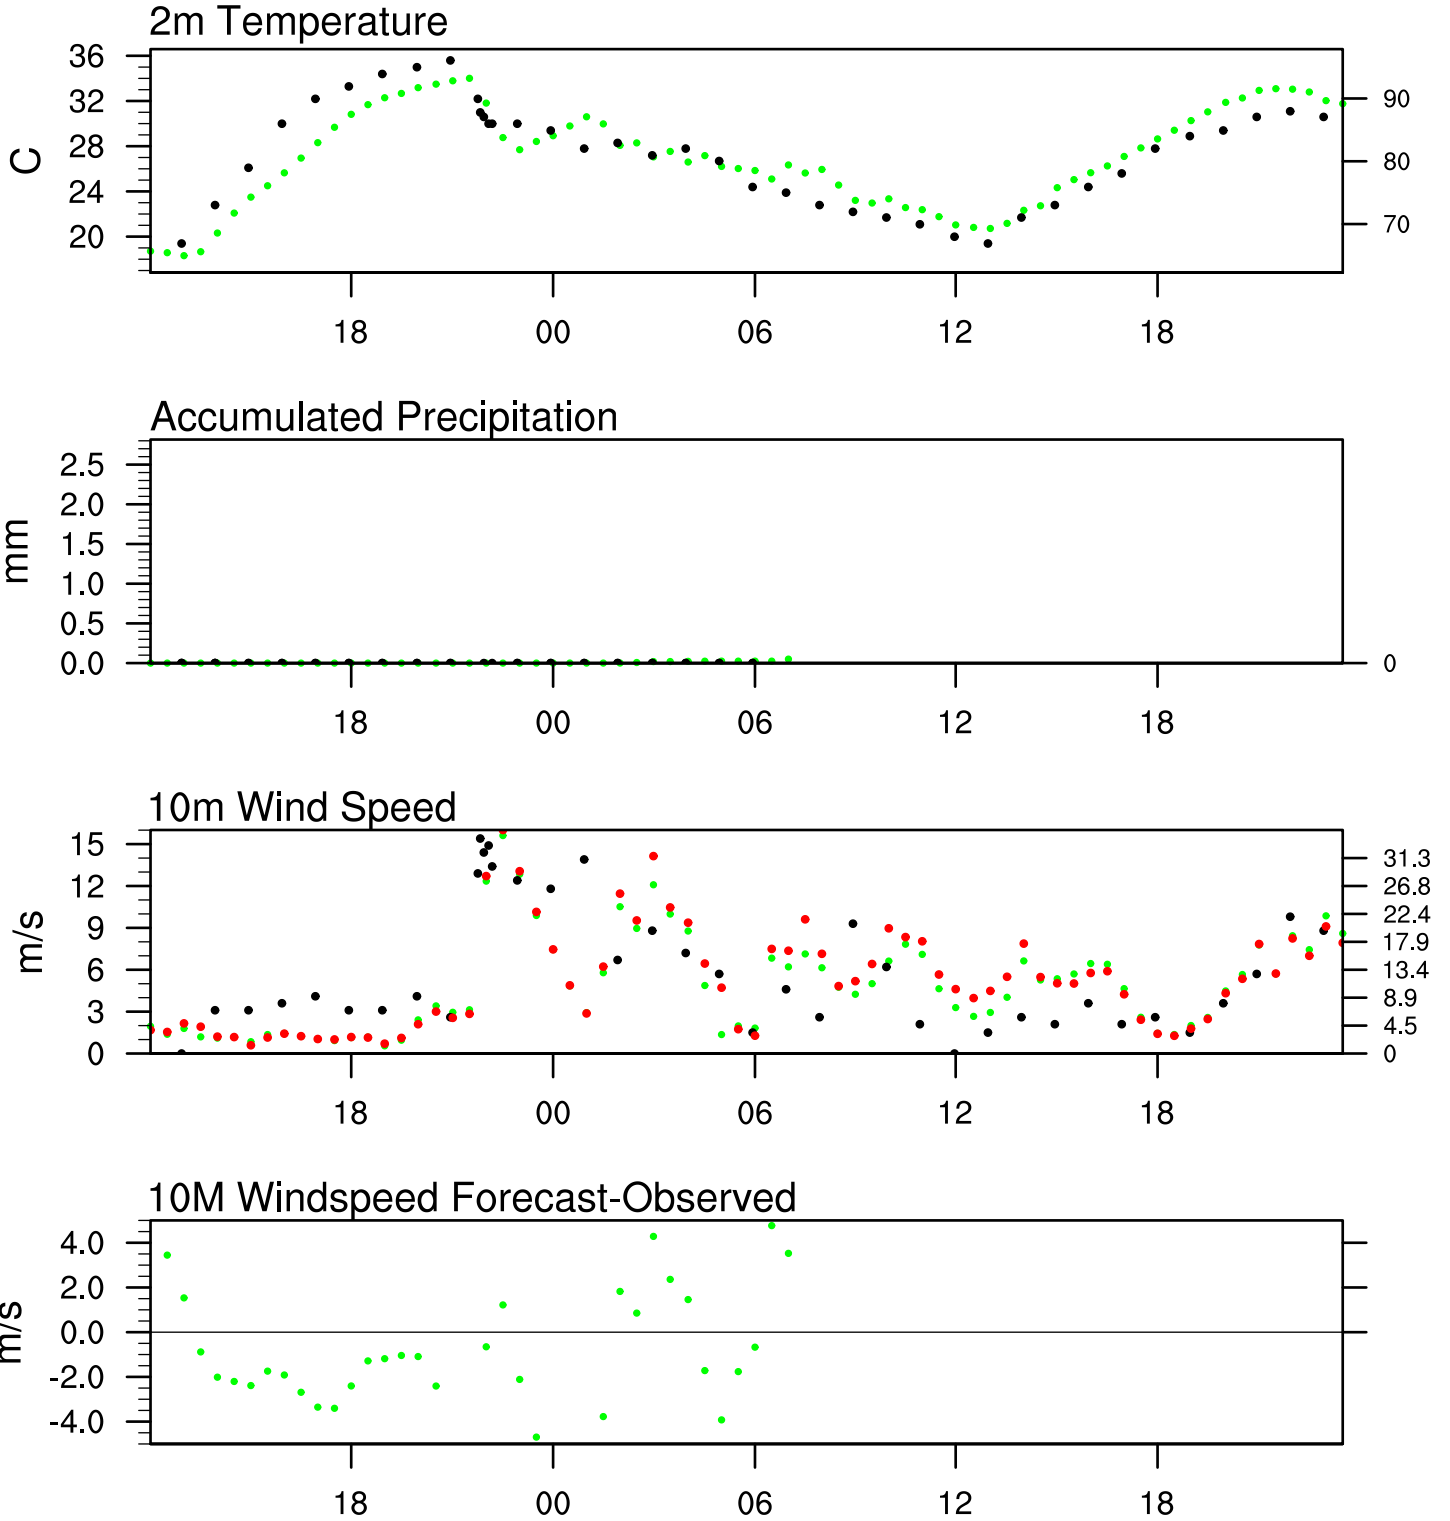 2m Temperature
36
32
28
24
20
C
90
80
70
18 00 06 12 18
Accumulated Precipitation
2.5
2.0
1.5
1.0
0.5
0.0
mm
0
18 00 06 12 18
10m Wind Speed
15
12
9
6
3
0
m/s
31.3
26.8
22.4
17.9
13.4
8.9
4.5
0
18 00 06 12 18
10M Windspeed Forecast-Observed
4.0
2.0
0.0
-2.0
-4.0
m/s
18 00 06 12 18